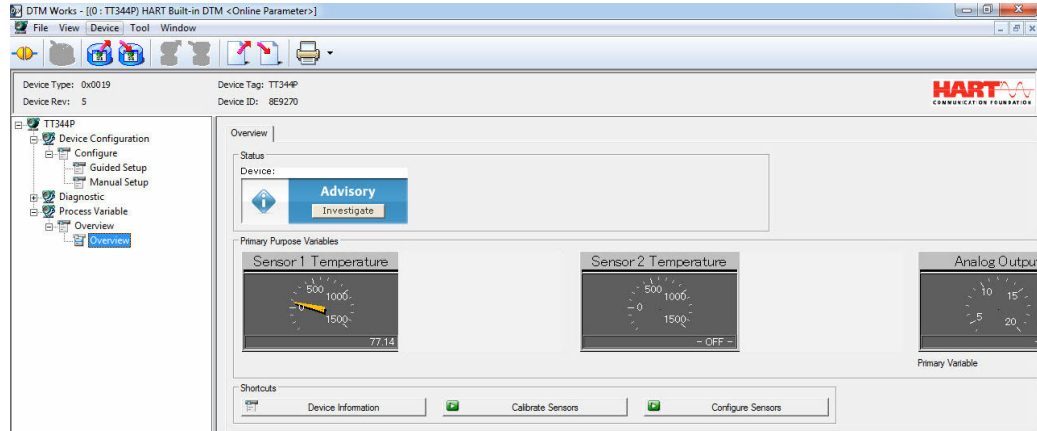 DTM Works - [(0 : TT344P) HART Built-in DTM <Online Parameter>]
File View Device Tool Window
Device Type: 0x0019
Device Tag: TT344P
Device Rev: 5
Device ID: 8E9270
HART
COMMUNICATION FOUNDATION
TT344P
Device Configuration
Configure
Guided Setup
Manual Setup
Diagnostic
Process Variable
Overview
Overview
Overview
Status
Device:
Advisory
Investigate
Primary Purpose Variables
Sensor 1 Temperature
0 500 1000 1500
77.14
Sensor 2 Temperature
0 500 1000 1500
- OFF -
Analog Outpu
5 10 15 20
Primary Variable
Shortcuts
Device Information
Calibrate Sensors
Configure Sensors